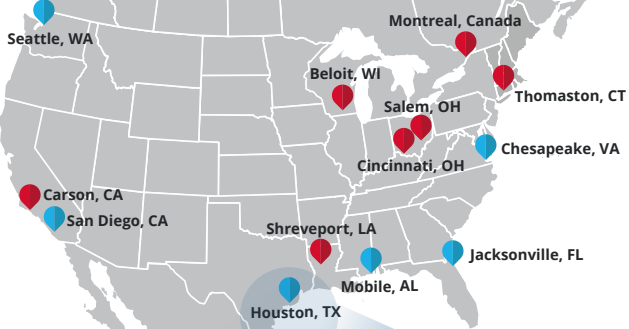 Montreal, Canada
Seattle, WA
Beloit, WI
Thomaston, CT
Salem, OH
Chesapeake, VA
Cincinnati, OH
Carson, CA
San Diego, CA
Shreveport, LA
Jacksonville, FL
Mobile, AL
Houston, TX